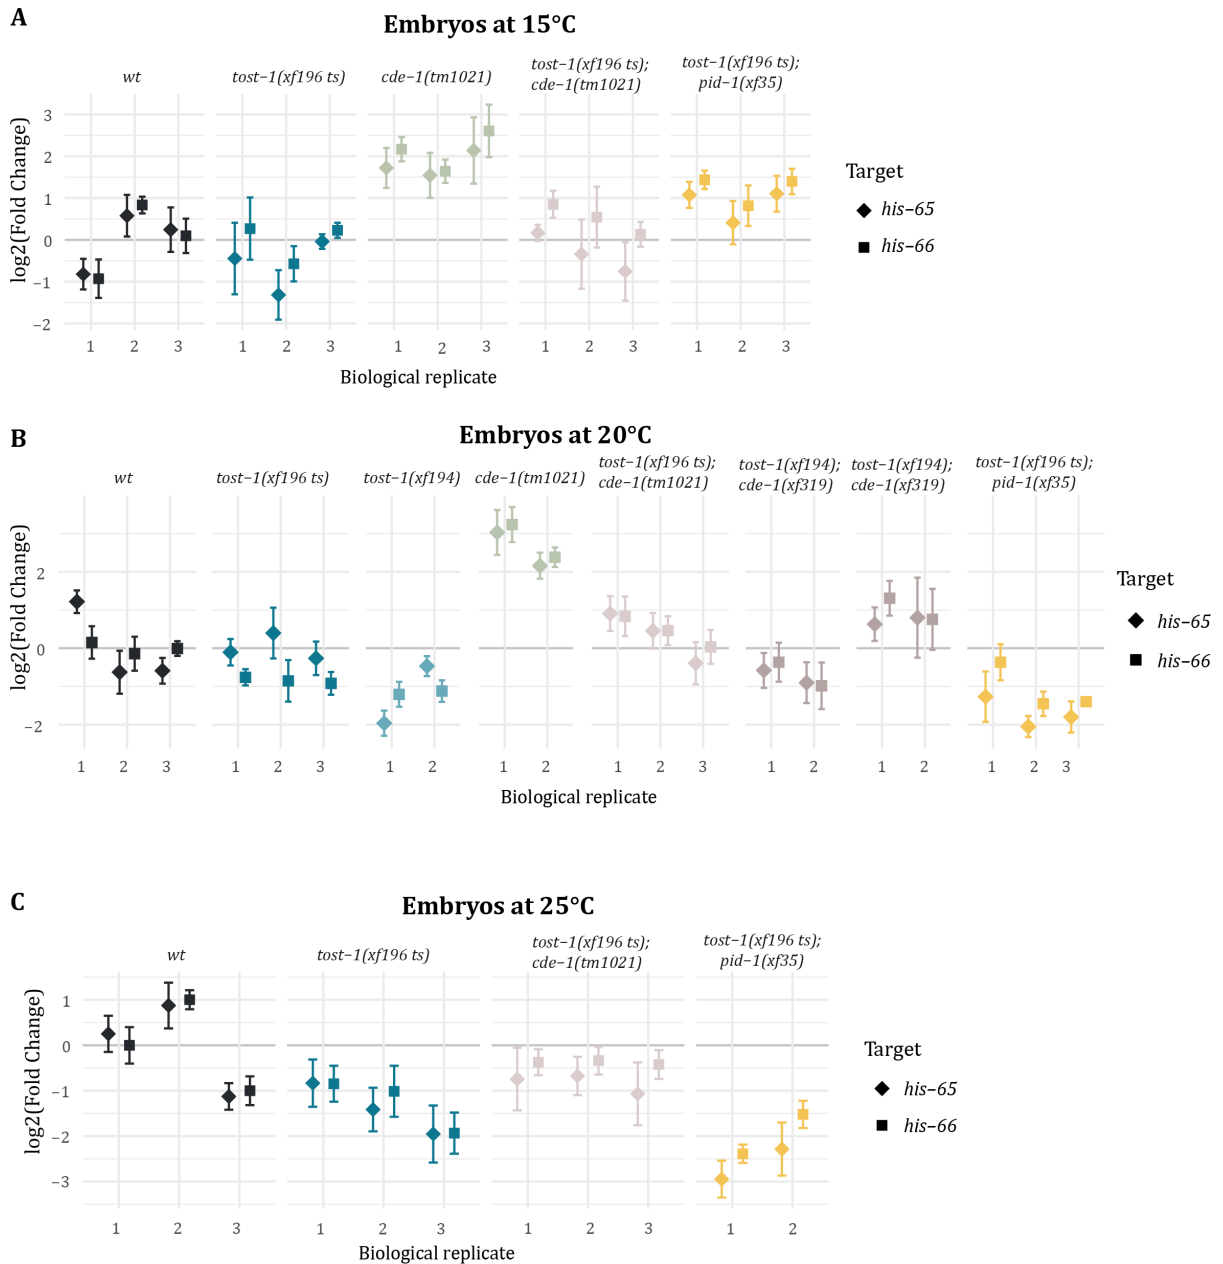 A
Embryos at 15°C
wt
tost−1(xf196 ts)
cde−1(tm1021)
tost−1(xf196 ts);
cde−1(tm1021)
tost−1(xf196 ts);
pid−1(xf35)
log2(Fold Change)
3
2
1
0
−1
−2
1 2 3 1 2 3 1 2 3 1 2 3 1 2 3
Biological replicate
Target
his−65
his−66
B
Embryos at 20°C
wt
tost−1(xf196 ts)
tost−1(xf194)
cde−1(tm1021)
tost−1(xf196 ts);
cde−1(tm1021)
tost−1(xf194);
cde−1(xf319)
tost−1(xf194);
cde−1(xf319)
tost−1(xf196 ts);
pid−1(xf35)
log2(Fold Change)
2
0
−2
1 2 3 1 2 3 1 2 1 2 1 2 3 1 2 1 2 1 2 3
Biological replicate
Target
his−65
his−66
C
Embryos at 25°C
wt
tost−1(xf196 ts)
tost−1(xf196 ts);
cde−1(tm1021)
tost−1(xf196 ts);
pid−1(xf35)
log2(Fold Change)
1
0
−1
−2
−3
1 2 3 1 2 3 1 2 3 1 2
Biological replicate
Target
his−65
his−66